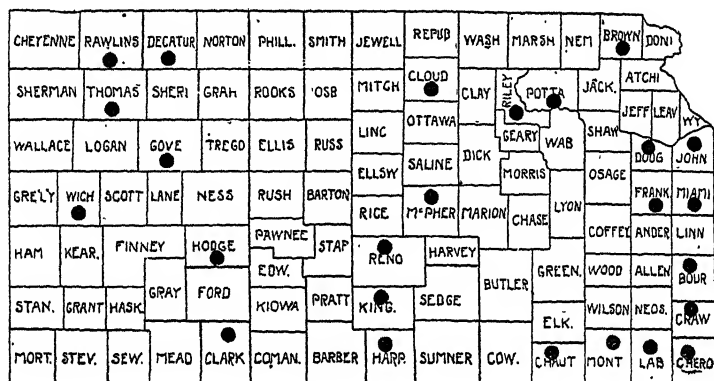 CHEYENNE RAWLINS DECATUR NORTON PHILL. SMITH JEWELL REPUB WASH MARSH NEM BROWN DONI
SHERMAN THOMAS SHERI GRAH ROOKS OSB MITCH CLOUD CLAY RILEY POTTA JACK. ATCHI
JEFF LEAV WY.
WALLACE LOGAN GOVE TREGO ELLIS RUSS LINC OTTAWA GEARY WAB SHAW DOUG JOHN
ELLSW SALINE DICK MORRIS OSAGE
GRE'LY WICH SCOTT LANE NESS RUSH BARTON RICE McPHER MARION CHASE LYON FRANK MIAMI
HAM KEAR. FINNEY HODGE PAWNEE STAF RENO HARVEY COFFEY ANDER LINN
EDW.
STAN. GRANT HASK. GRAY FORD KIOWA PRATT KING. SEDGE BUTLER GREEN. WOOD ALLEN BOUR
ELK. WILSON NEOS. CRAW
MORT. STEV. SEW. MEAD CLARK COMAN. BARBER HARP. SUMNER COW. CHAUT MONT LAB CHERO